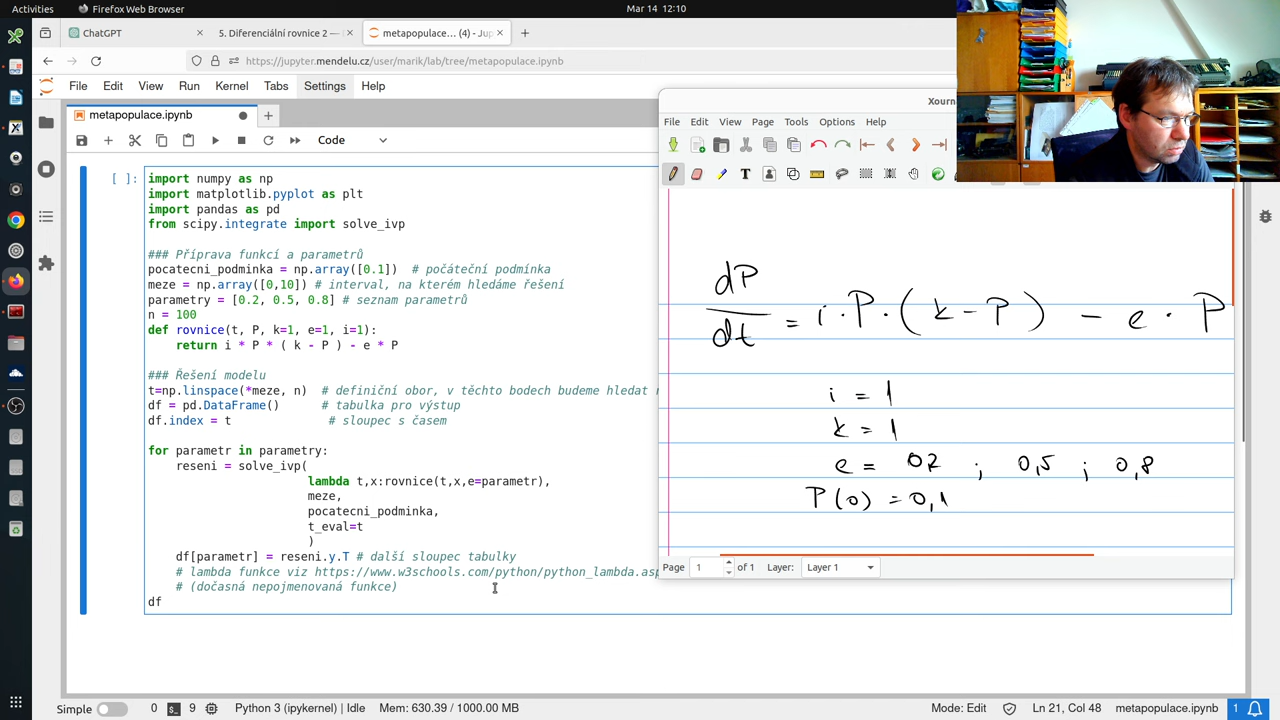 Activities
Firefox Web Browser
Mar 14 12:10
ChatGPT
5. Diferenciální rovnice 2
metapopulace… (4) - Jup
https://jupyter.mendelu.cz/user/marik/lab/tree/metapopulace.ipynb
File Edit View Run Kernel Tabs Settings Help
metapopulace.ipynb
Code
[ ]:
import numpy as np
import matplotlib.pyplot as plt
import pandas as pd
from scipy.integrate import solve_ivp
### Příprava funkcí a parametrů
pocatecni_podminka = np.array([0.1]) # počáteční podmínka
meze = np.array([0,10]) # interval, na kterém hledáme řešení
parametry = [0.2, 0.5, 0.8] # seznam parametrů
n = 100
def rovnice(t, P, k=1, e=1, i=1):
return i * P * ( k - P ) - e * P
### Řešení modelu
t=np.linspace(*meze, n) # definiční obor, v těchto bodech budeme hledat
df = pd.DataFrame() # tabulka pro výstup
df.index = t # sloupec s časem
for parametr in parametry:
reseni = solve_ivp(
lambda t,x:rovnice(t,x,e=parametr),
meze,
pocatecni_podminka,
t_eval=t
)
df[parametr] = reseni.y.T # další sloupec tabulky
# lambda funkce viz https://www.w3schools.com/python/python_lambda.asp
# (dočasná nepojmenovaná funkce)
df
Xourn
File Edit View Page Tools Options Help
dP/dt = i·P·(k-P) - e·P
i = 1
k = 1
e = 0,2 ; 0,5 ; 0,8
P(0) = 0,1
Page 1 of 1 Layer: Layer 1
Simple 0 9 Python 3 (ipykernel) | Idle Mem: 630.39 / 1000.00 MB Mode: Edit Ln 21, Col 48 metapopulace.ipynb 1